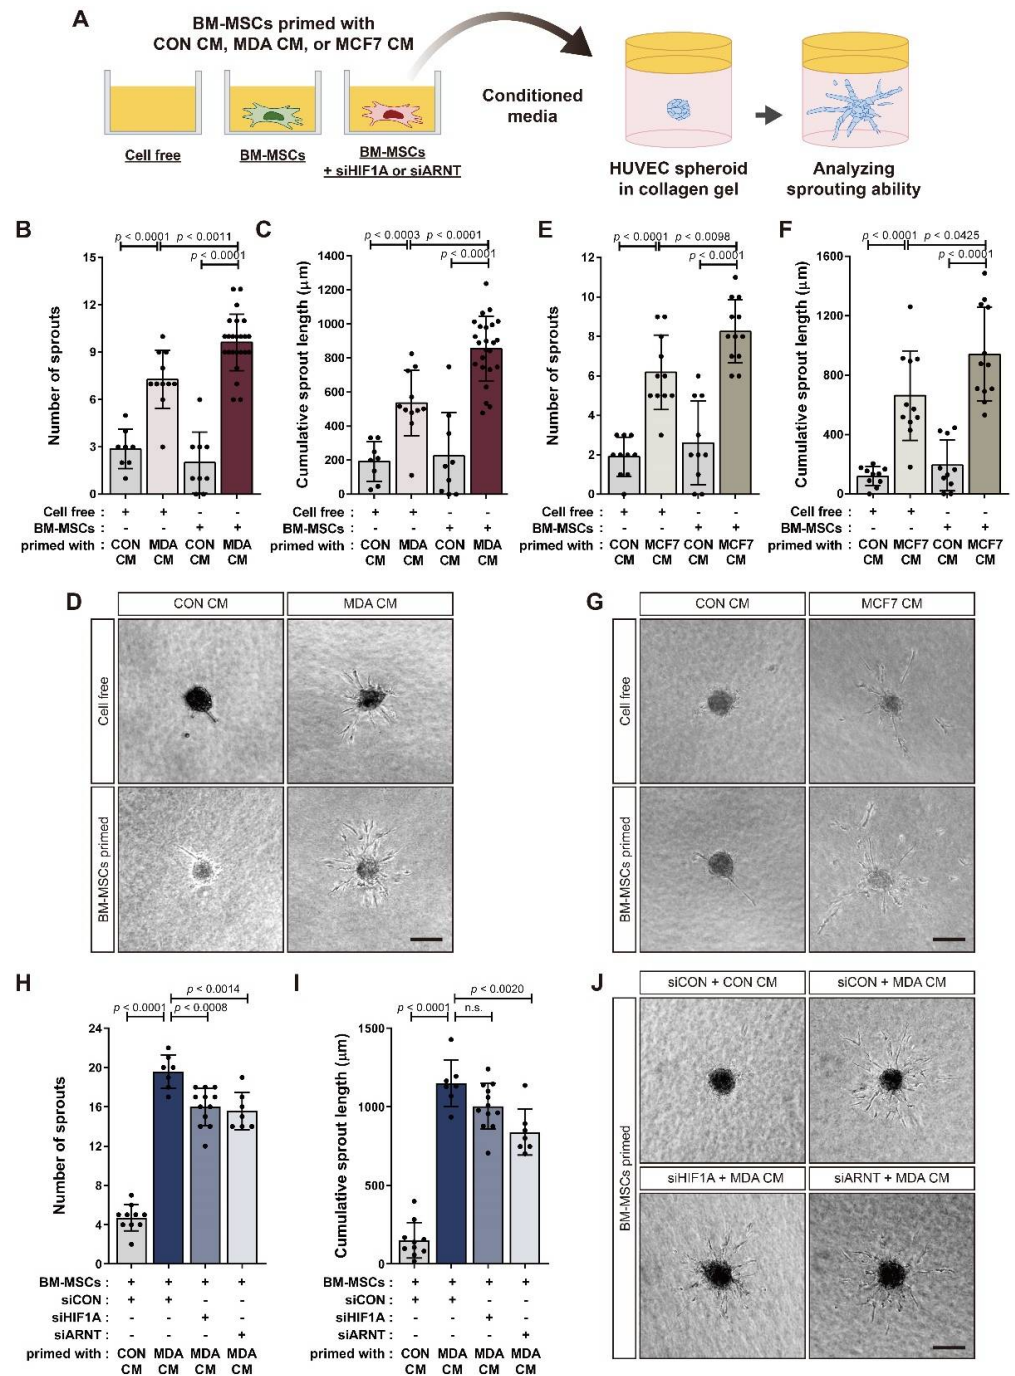 A
BM-MSCs primed with
CON CM, MDA CM, or MCF7 CM
Cell free
BM-MSCs
BM-MSCs
+ siHIF1A or siARNT
Conditioned
media
HUVEC spheroid
in collagen gel
Analyzing
sprouting ability
B
p < 0.0001 p < 0.0011
p < 0.0001
Number of sprouts
15
12
9
6
3
0
Cell free : + +
BM-MSCs : + +
primed with : CON MDA CON MDA
CM CM CM CM
C
p < 0.0003 p < 0.0001
p < 0.0001
Cumulative sprout length (μm)
1400
1200
1000
800
600
400
200
0
+ +
+ +
CON MDA CON MDA
CM CM CM CM
E
p < 0.0001 p < 0.0098
p < 0.0001
Number of sprouts
12
10
8
6
4
2
0
Cell free : + +
BM-MSCs : + +
primed with : CON MCF7 CON MCF7
CM CM CM CM
F
p < 0.0001 p < 0.0425
p < 0.0001
Cumulative sprout length (μm)
1600
1200
800
400
0
+ +
+ +
CON MCF7 CON MCF7
CM CM CM CM
D
CON CM MDA CM
Cell free
BM-MSCs primed
G
CON CM MCF7 CM
Cell free
BM-MSCs primed
H
p < 0.0014
p < 0.0001 p < 0.0008
Number of sprouts
24
20
16
12
8
4
0
BM-MSCs : + + + +
siCON : + + - -
siHIF1A : - - + -
siARNT : - - - +
primed with : CON MDA MDA MDA
CM CM CM CM
I
p < 0.0020
p < 0.0001 n.s.
Cumulative sprout length (μm)
1500
1000
500
0
BM-MSCs : + + + +
siCON : + + - -
siHIF1A : - - + -
siARNT : - - - +
primed with : CON MDA MDA MDA
CM CM CM CM
J
siCON + CON CM siCON + MDA CM
siHIF1A + MDA CM siARNT + MDA CM
BM-MSCs primed